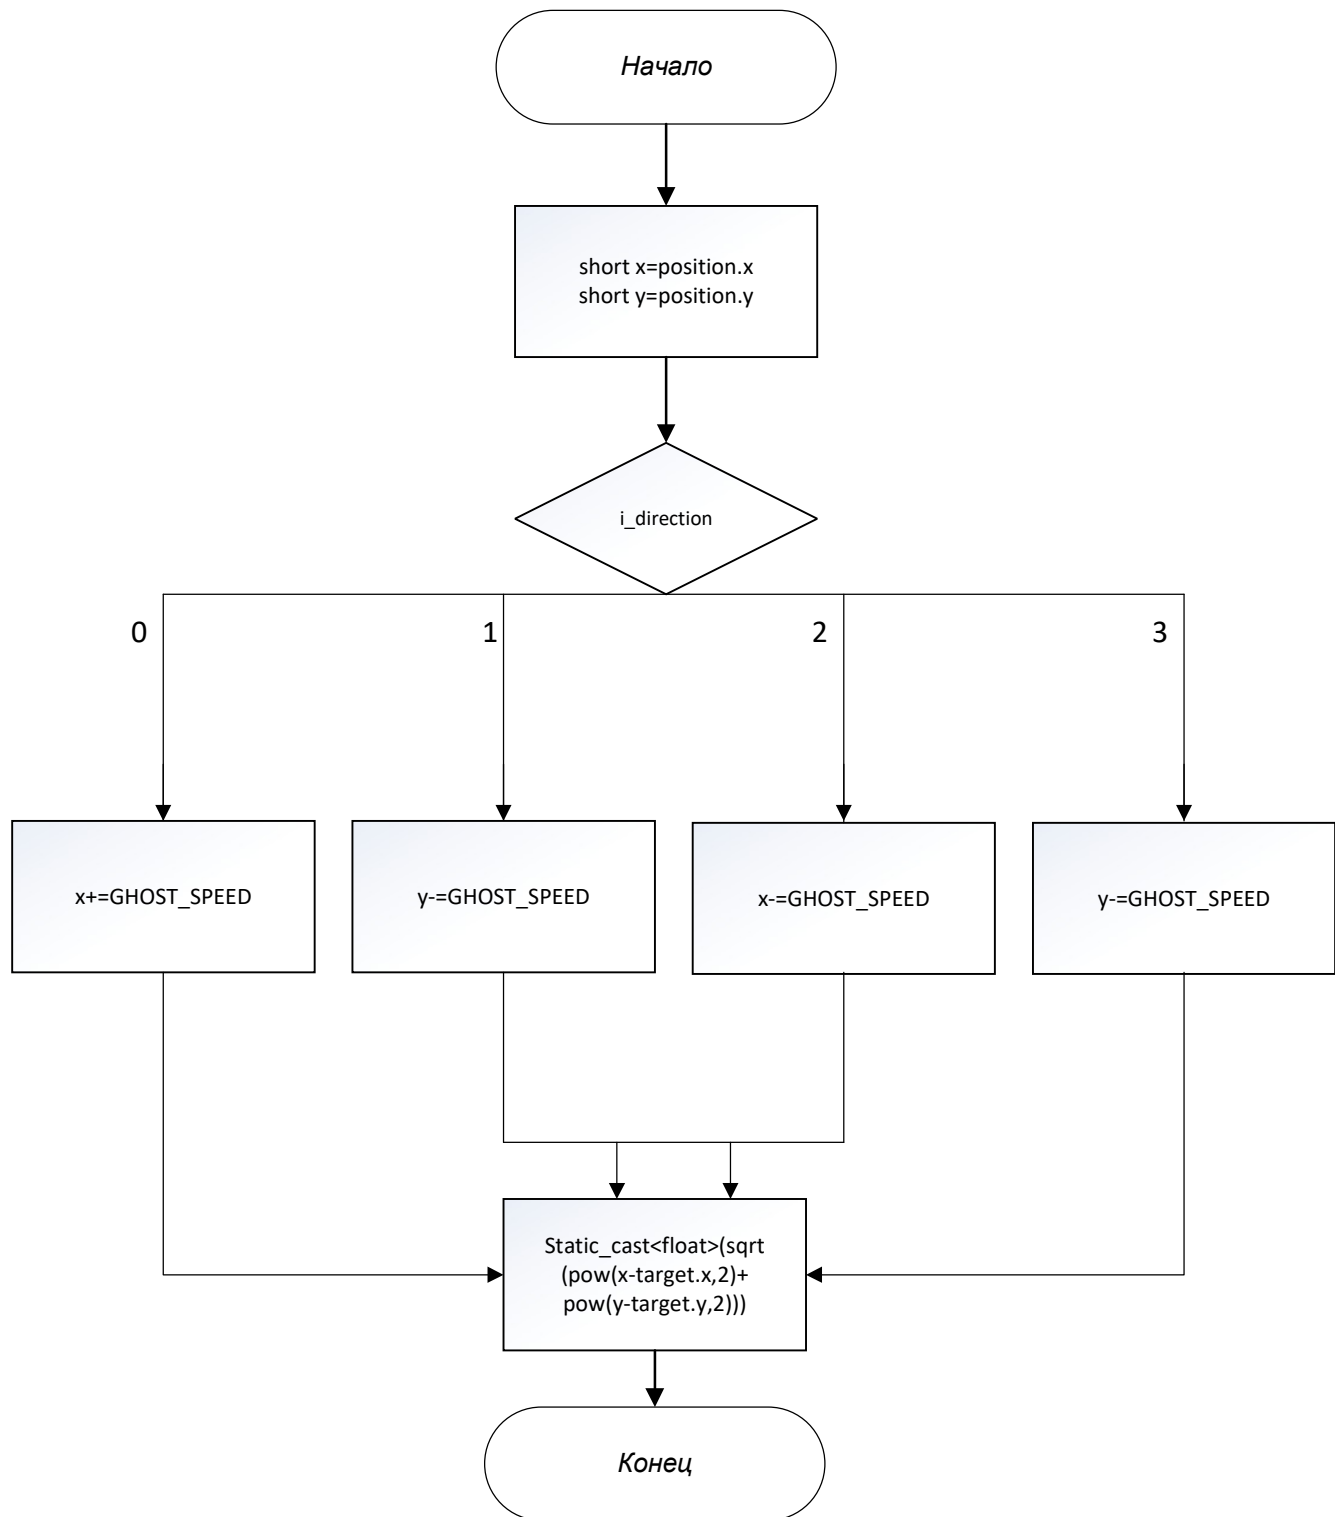 Начало
short x=position.x
short y=position.y
i_direction
0
1
2
3
x+=GHOST_SPEED
y-=GHOST_SPEED
x-=GHOST_SPEED
y-=GHOST_SPEED
Static_cast<float>(sqrt
(pow(x-target.x,2)+
pow(y-target.y,2)))
Конец